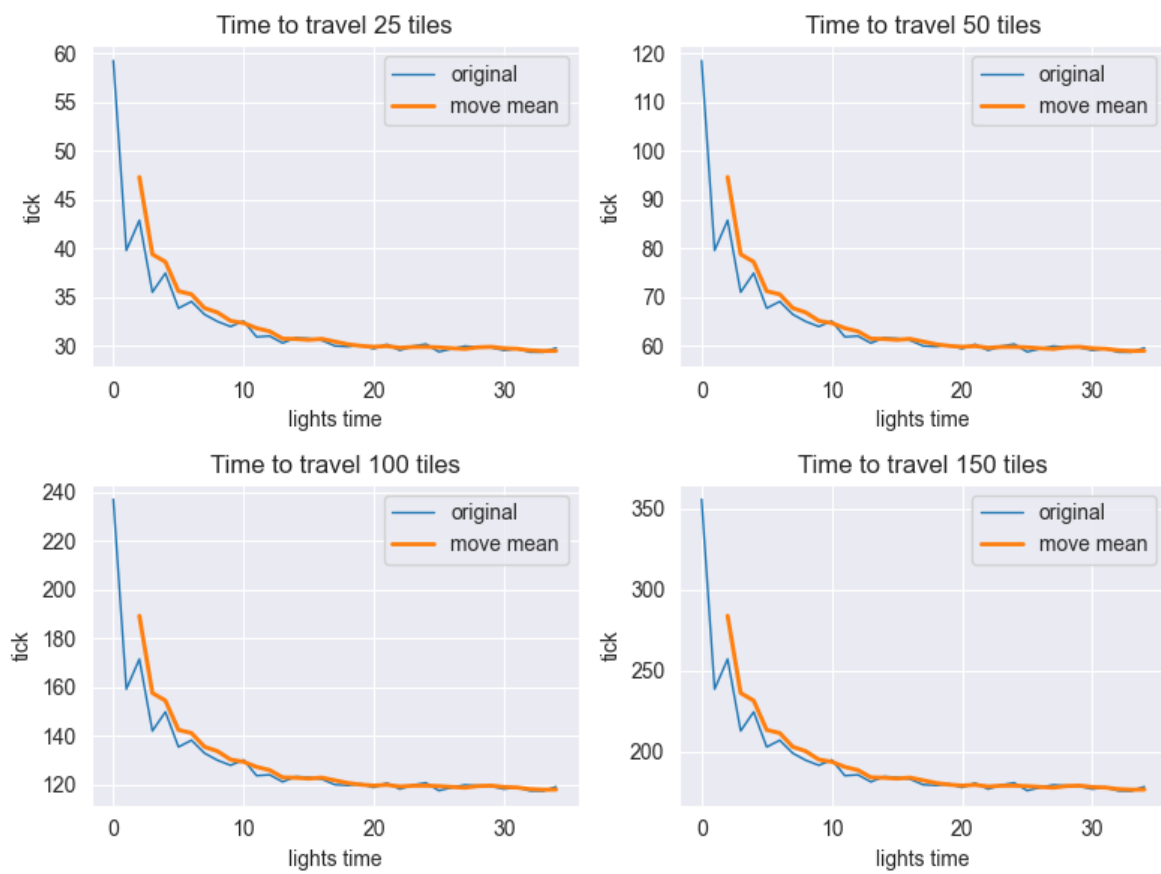 Time to travel 25 tiles
60
55
50
45
40
35
30
tick
original
move mean
0 10 20 30
lights time
Time to travel 50 tiles
120
110
100
90
80
70
60
tick
original
move mean
0 10 20 30
lights time
Time to travel 100 tiles
240
220
200
180
160
140
120
tick
original
move mean
0 10 20 30
lights time
Time to travel 150 tiles
350
300
250
200
tick
original
move mean
0 10 20 30
lights time